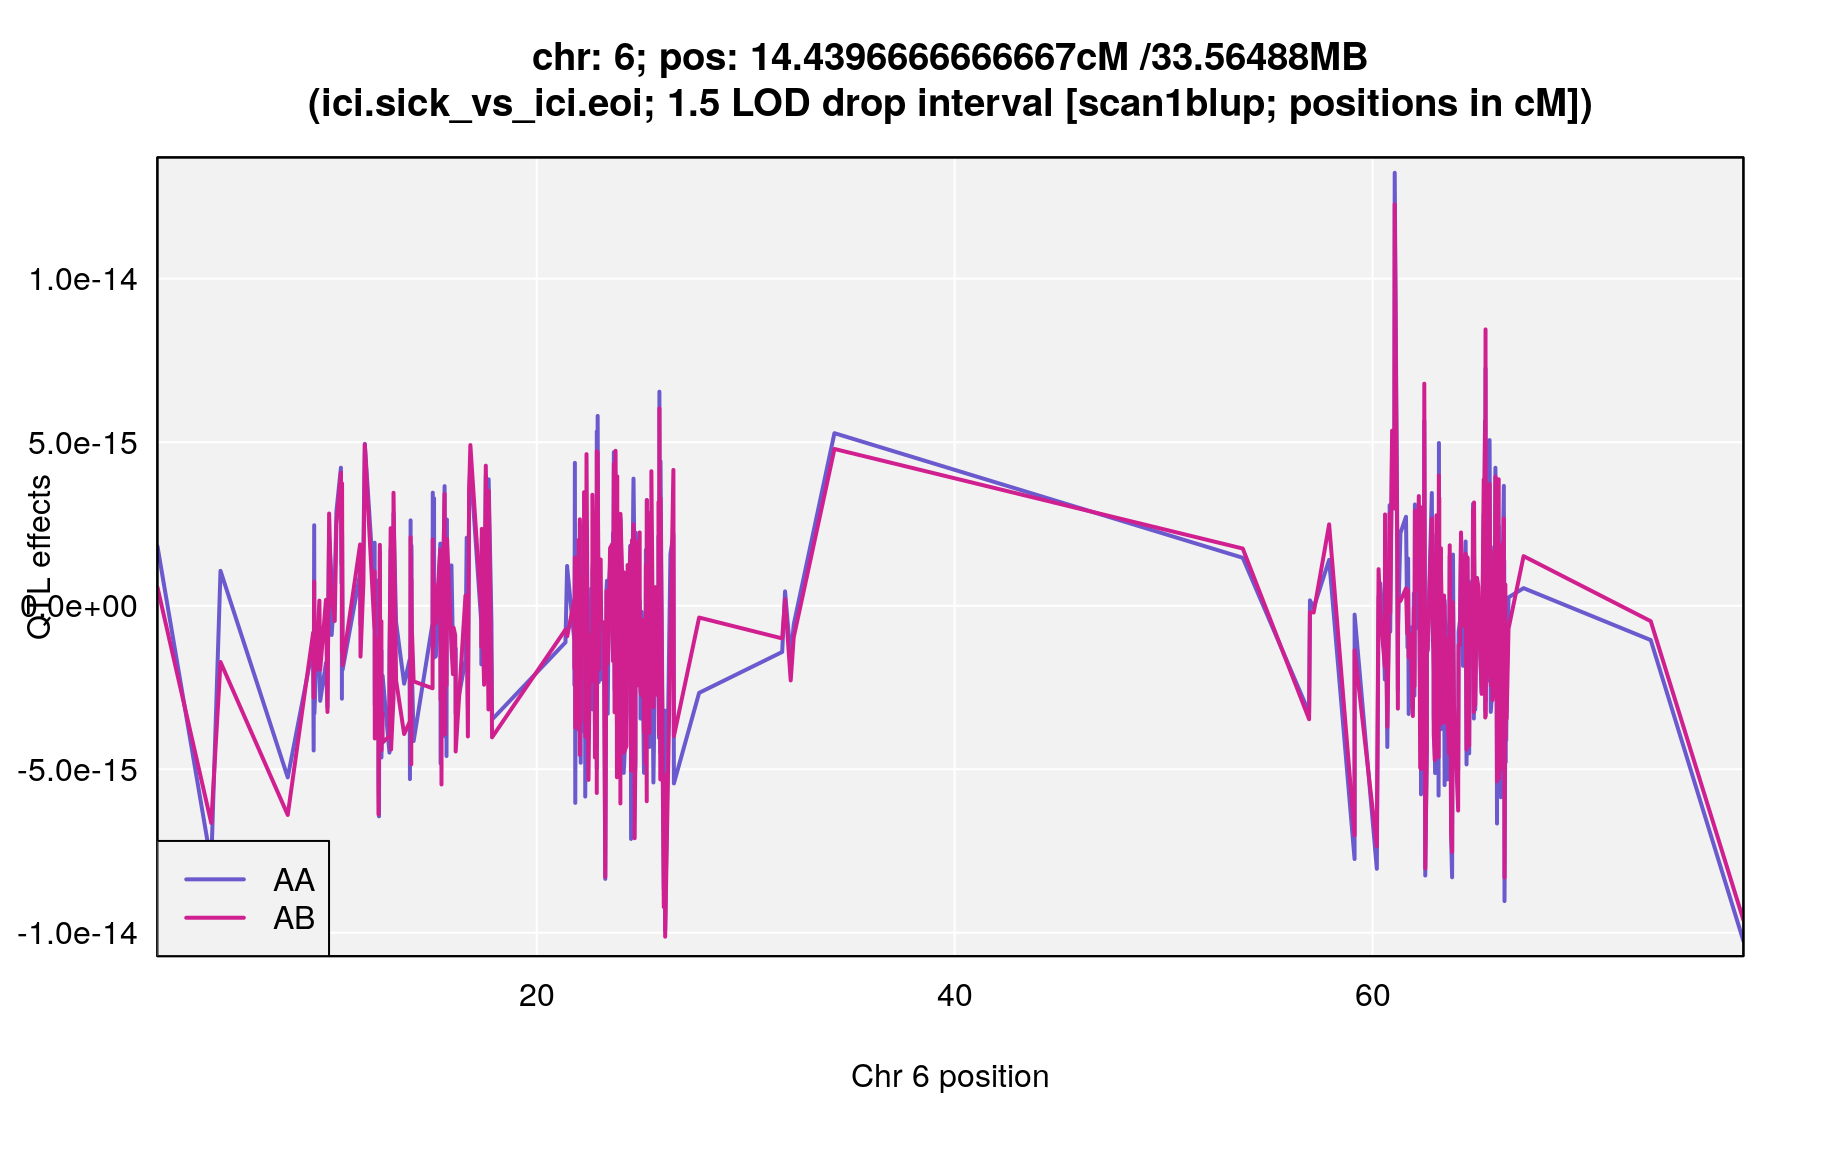 chr: 6; pos: 14.4396666666667cM /33.56488MB
(ici.sick_vs_ici.eoi; 1.5 LOD drop interval [scan1blup; positions in cM])
QTL effects
1.0e-14
5.0e-15
0.0e+00
-5.0e-15
-1.0e-14
AA
AB
20 40 60
Chr 6 position